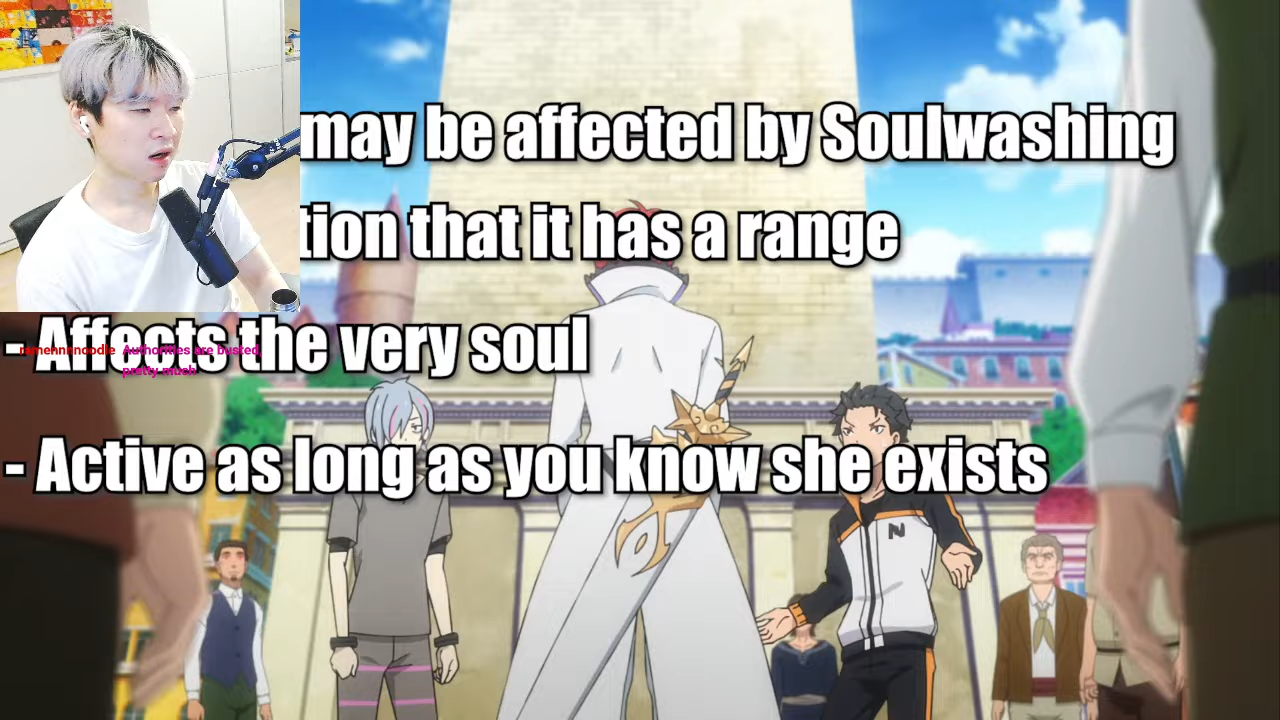 may be affected by Soulwashing
tion that it has a range
- Affects the very soul
ramennnnoodle Authorities are busted,
pretty much
- Active as long as you know she exists
N